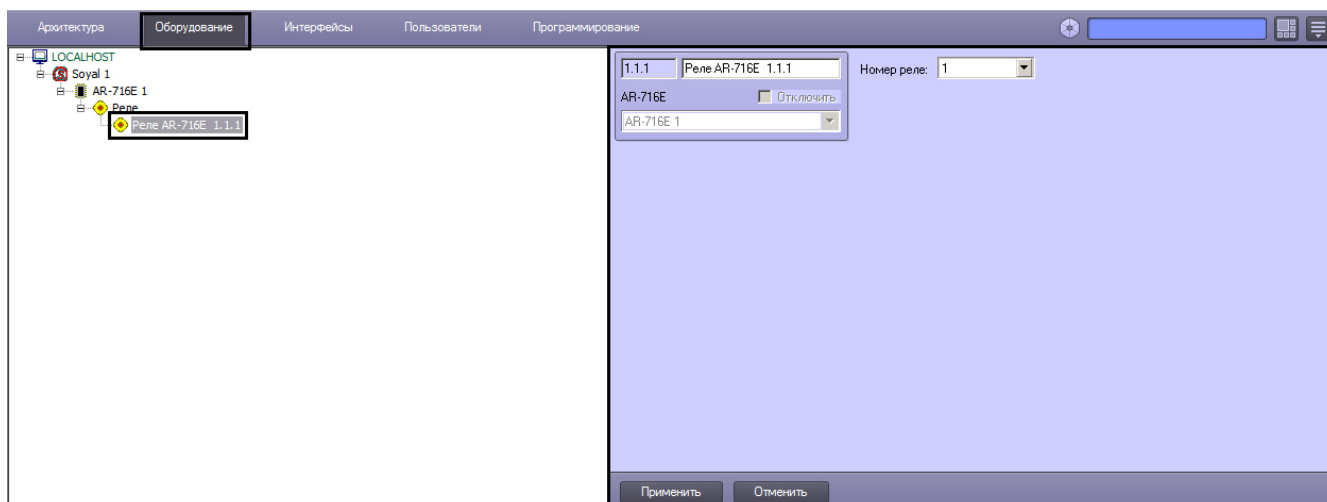 Архитектура Оборудование Интерфейсы Пользователи Программирование
LOCALHOST
Soyal 1
AR-716E 1
Реле
Реле AR-716E 1.1.1
1.1.1 Реле AR-716E 1.1.1 Номер реле: 1
AR-716E Отключить
AR-716E 1
Применить Отменить